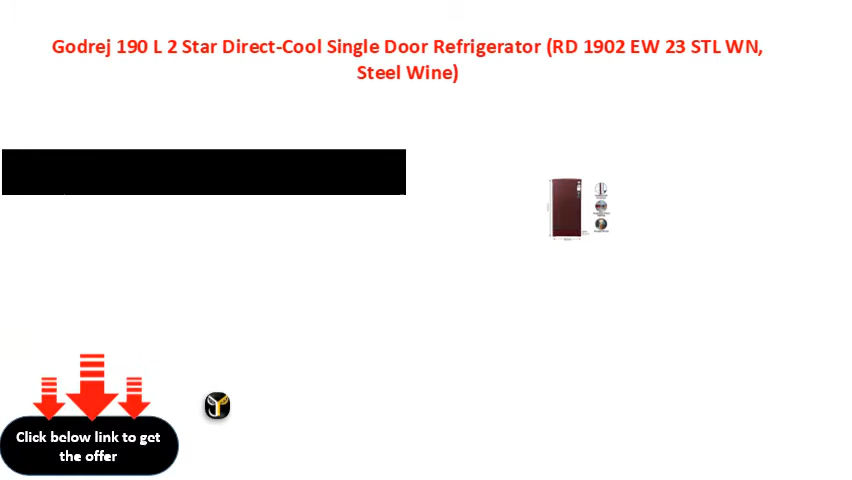 Godrej 190 L 2 Star Direct-Cool Single Door Refrigerator (RD 1902 EW 23 STL WN,
Steel Wine)
Click below link to get
the offer